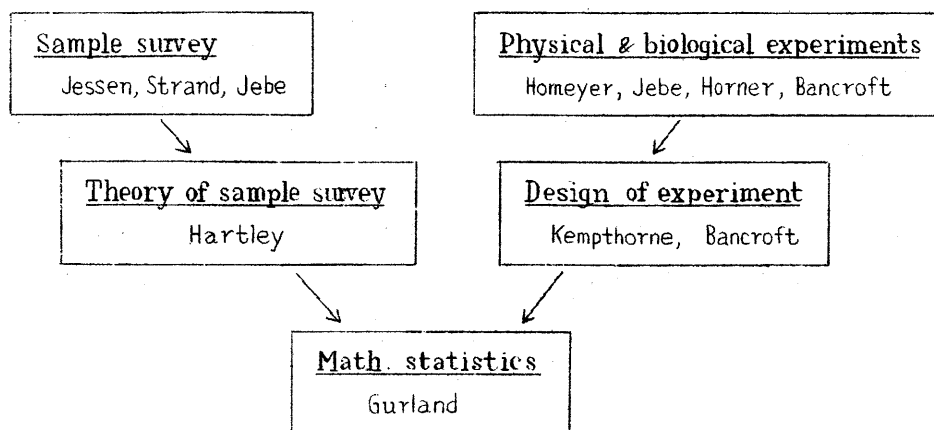 Sample survey
Jessen, Strand, Jebe
Physical & biological experiments
Homeyer, Jebe, Horner, Bancroft
Theory of sample survey
Hartley
Design of experiment
Kempthorne, Bancroft
Math. statistics
Gurland